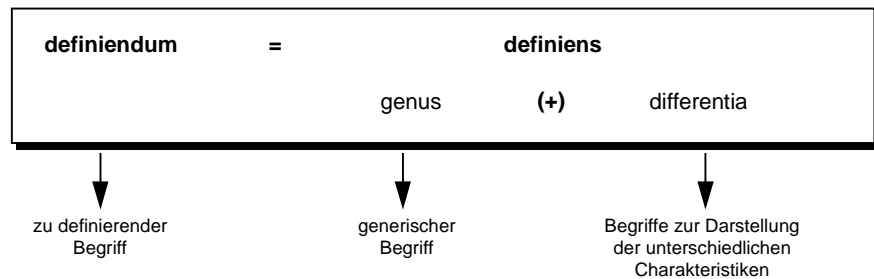 definiendum = definiens
genus (+) differentia
zu definierender
Begriff
generischer
Begriff
Begriffe zur Darstellung
der unterschiedlichen
Charakteristiken